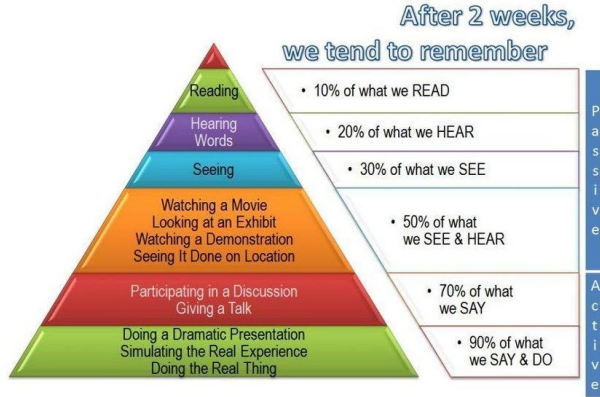 After 2 weeks,
we tend to remember
Reading
• 10% of what we READ
Hearing
Words
• 20% of what we HEAR
Seeing
• 30% of what we SEE
Watching a Movie
Looking at an Exhibit
Watching a Demonstration
Seeing It Done on Location
• 50% of what
we SEE & HEAR
Participating in a Discussion
Giving a Talk
• 70% of what
we SAY
Doing a Dramatic Presentation
Simulating the Real Experience
Doing the Real Thing
• 90% of what
we SAY & DO
Passive
Active